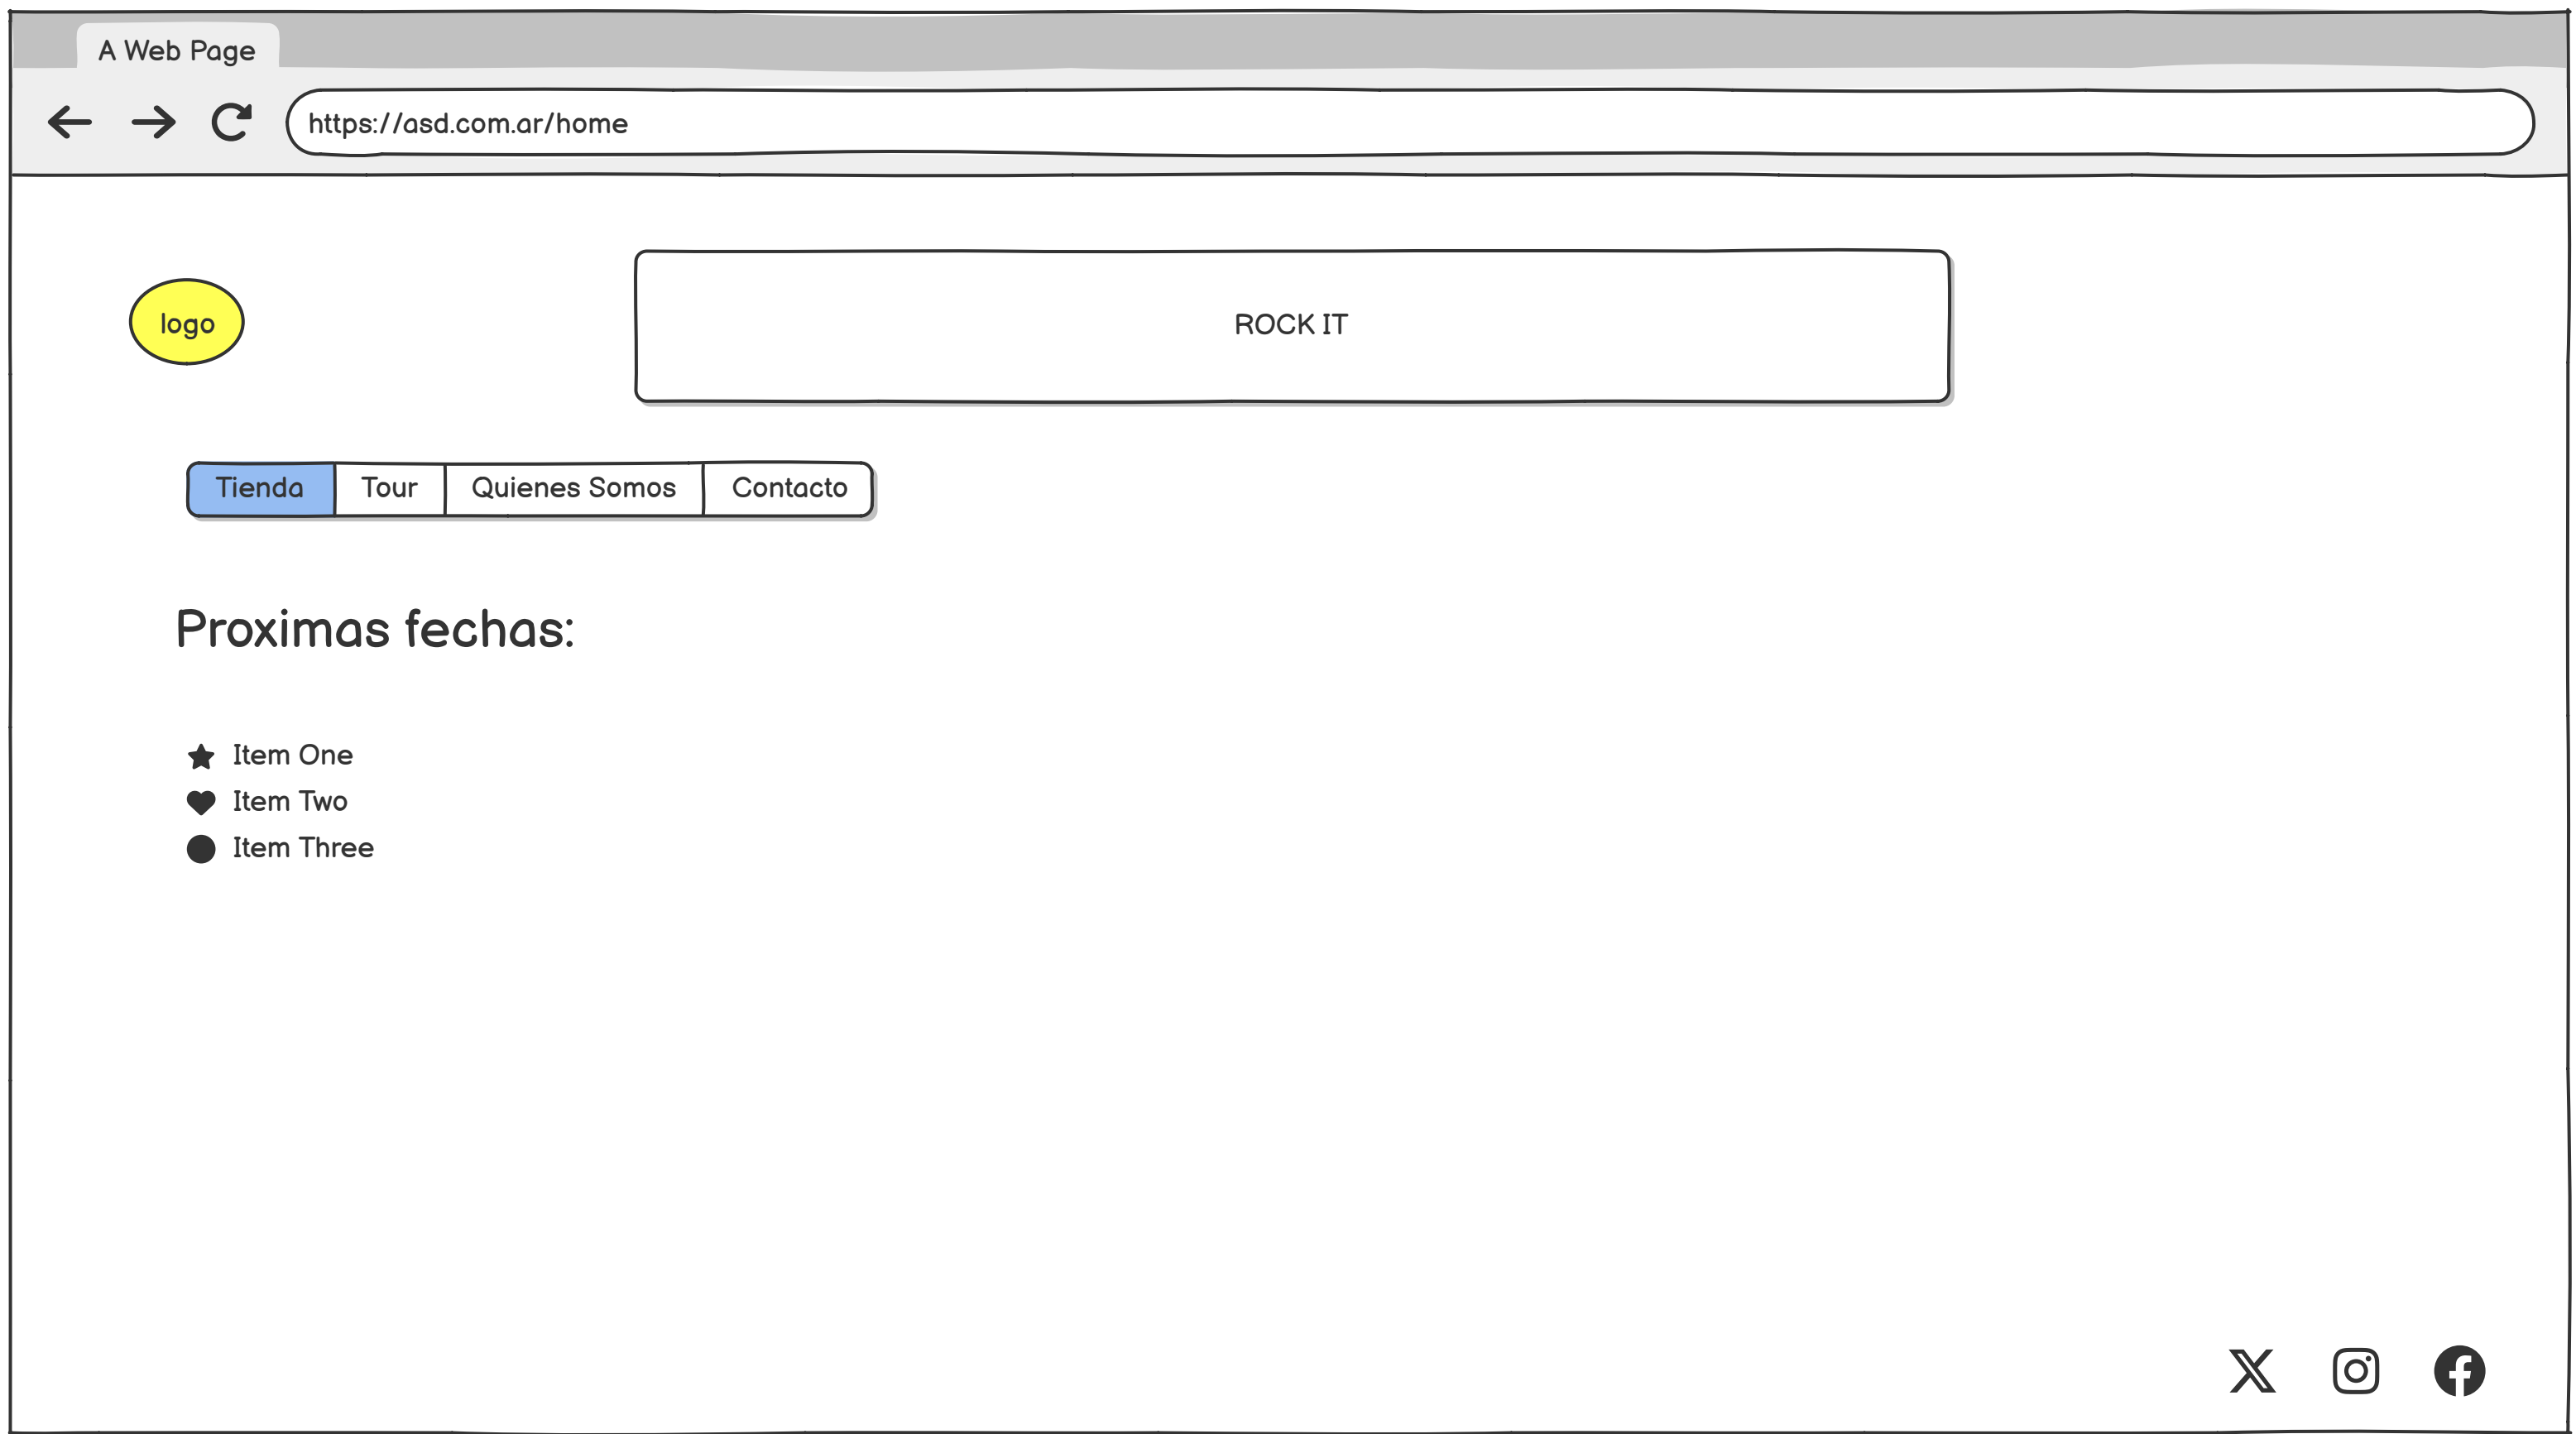 A Web Page
https://asd.com.ar/home
logo
ROCK IT
Tienda Tour Quienes Somos Contacto
Proximas fechas:
Item One
Item Two
Item Three